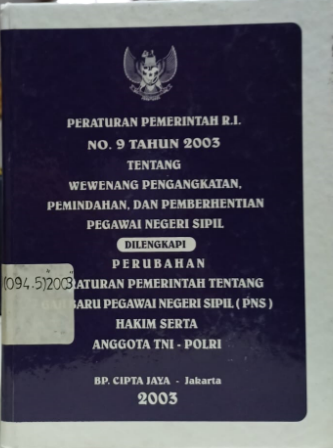 PERATURAN PEMERINTAH R.I.
NO. 9 TAHUN 2003
TENTANG
WEWENANG PENGANGKATAN,
PEMINDAHAN, DAN PEMBERHENTIAN
PEGAWAI NEGERI SIPIL
DILENGKAPI
PERUBAHAN
RATURAN PEMERINTAH TENTANG
(094.5)2003
BARU PEGAWAI NEGERI SIPIL ( PNS )
HAKIM SERTA
ANGGOTA TNI - POLRI
BP. CIPTA JAYA - Jakarta
2003